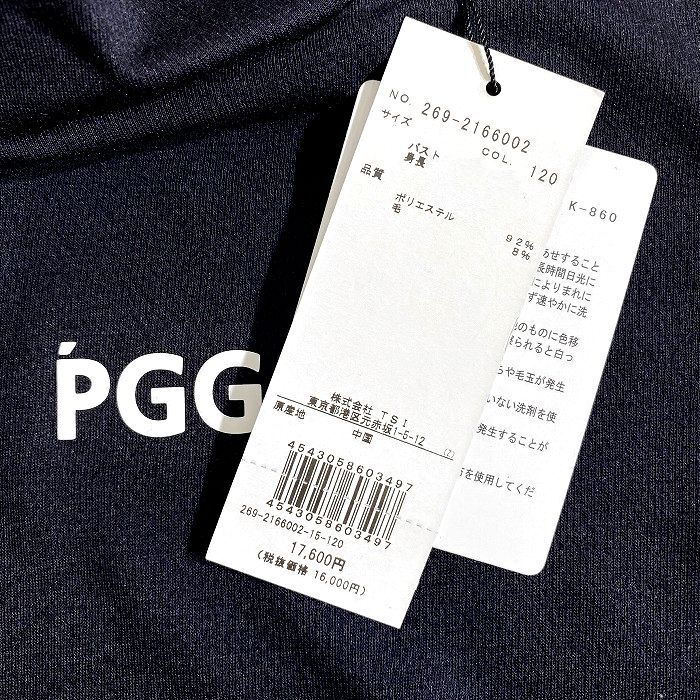 NO. 269-2166002
サイズ COL. 120
バスト
身長
品質
ポリエステル 92%
毛 8%
株式会社 TSI
東京都港区元赤坂1-5-12
原産地 (Z)
中国
4543058603497
4543058603497
269-2166002-15-120
17,600円
(税抜価格 16,000円)
K-860
あせすること
長時間日光に
によりまれに
ず速やかに洗
のものに色移
られると白っ
らや毛玉が発生
いない洗剤を使
発生することが
を使用してくだ
PGG